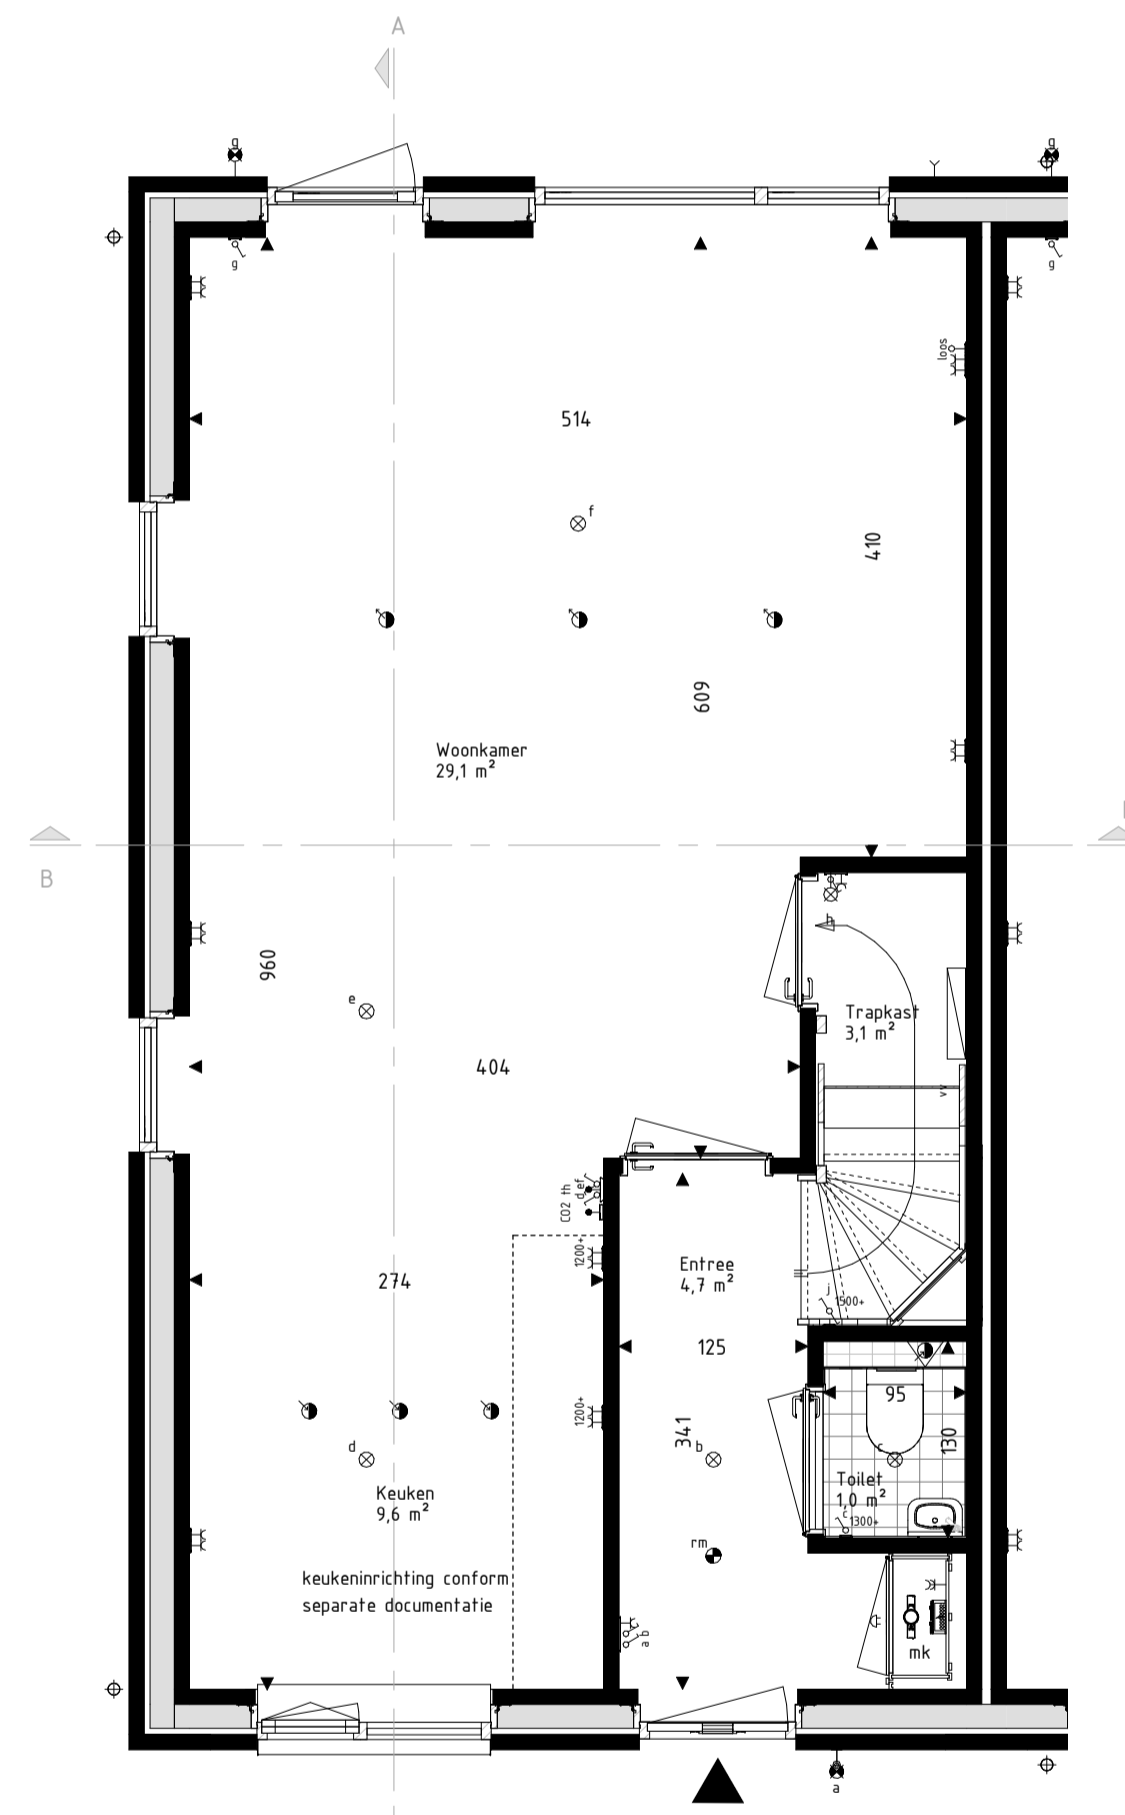 A
g
g
g
g
loos
514
f
410
609
Woonkamer
29,1 m²
B
h
960
e
Trapkast
3,1 m²
404
vv
CO2 th
d ef
1200+
Entree
4,7 m²
274
j
1500+
125
95
1200+
341
130
d
b
c
Keuken
9,6 m²
Toilet
1,0 m²
c
1300+
rm
keukeninrichting conform
separate documentatie
a b
mk
a